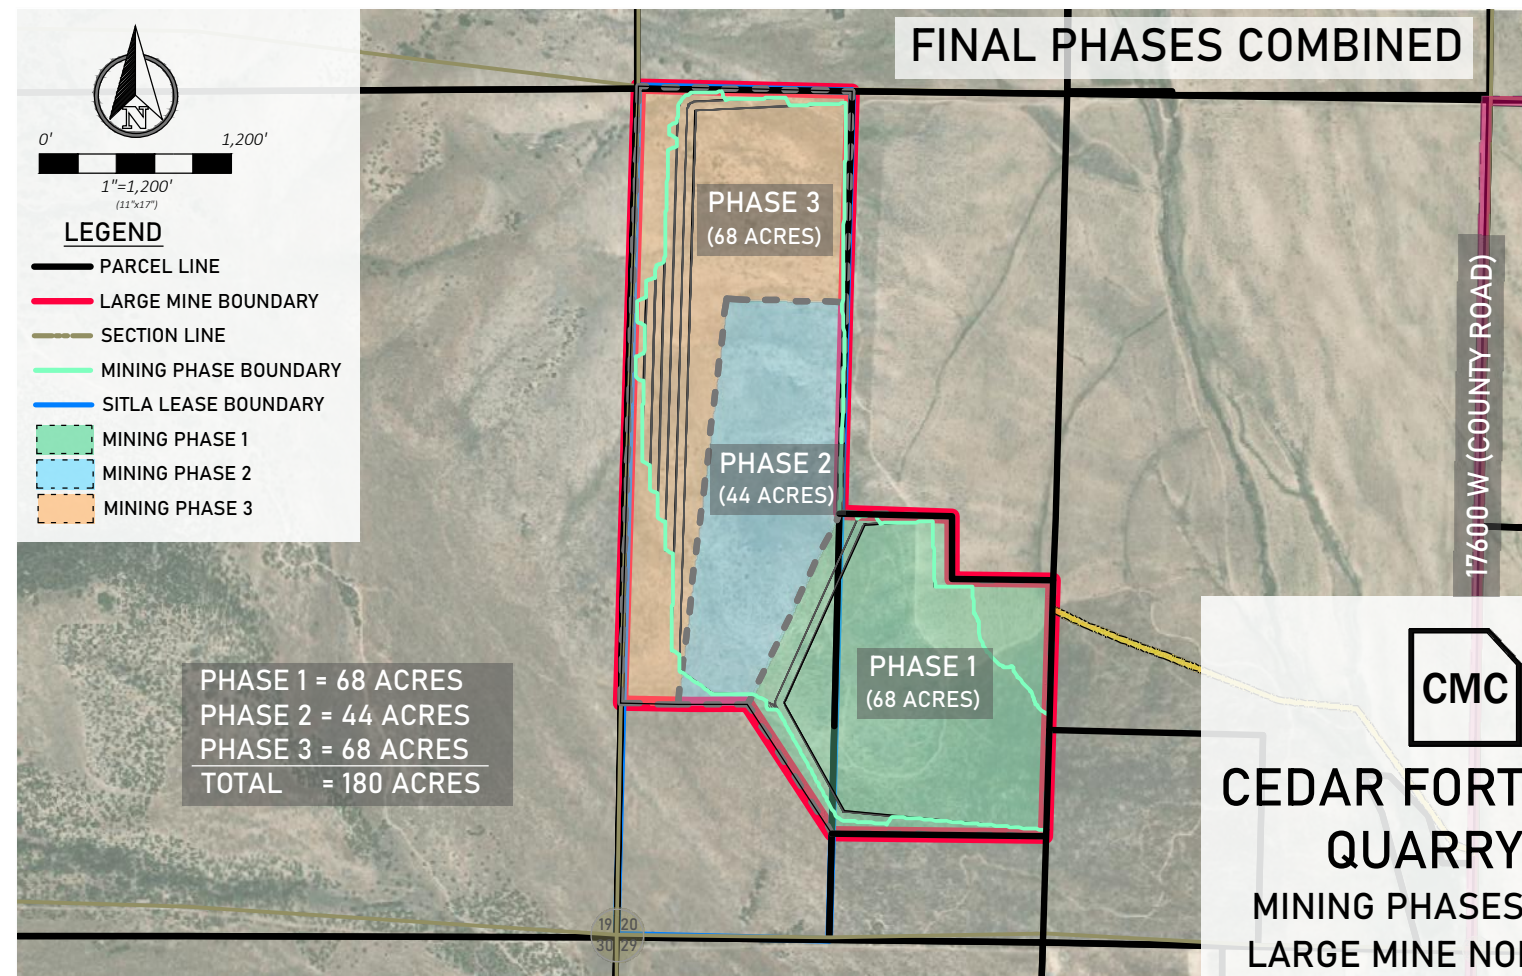 FINAL PHASES COMBINED
N
0' 1,200'
1"=1,200'
(11"x17")
LEGEND
PARCEL LINE
LARGE MINE BOUNDARY
SECTION LINE
MINING PHASE BOUNDARY
SITLA LEASE BOUNDARY
MINING PHASE 1
MINING PHASE 2
MINING PHASE 3
PHASE 3
(68 ACRES)
PHASE 2
(44 ACRES)
PHASE 1
(68 ACRES)
17600 W (COUNTY ROAD)
PHASE 1 = 68 ACRES
PHASE 2 = 44 ACRES
PHASE 3 = 68 ACRES
TOTAL = 180 ACRES
19 20
30 29
CMC
CEDAR FORT
QUARRY
MINING PHASES
LARGE MINE